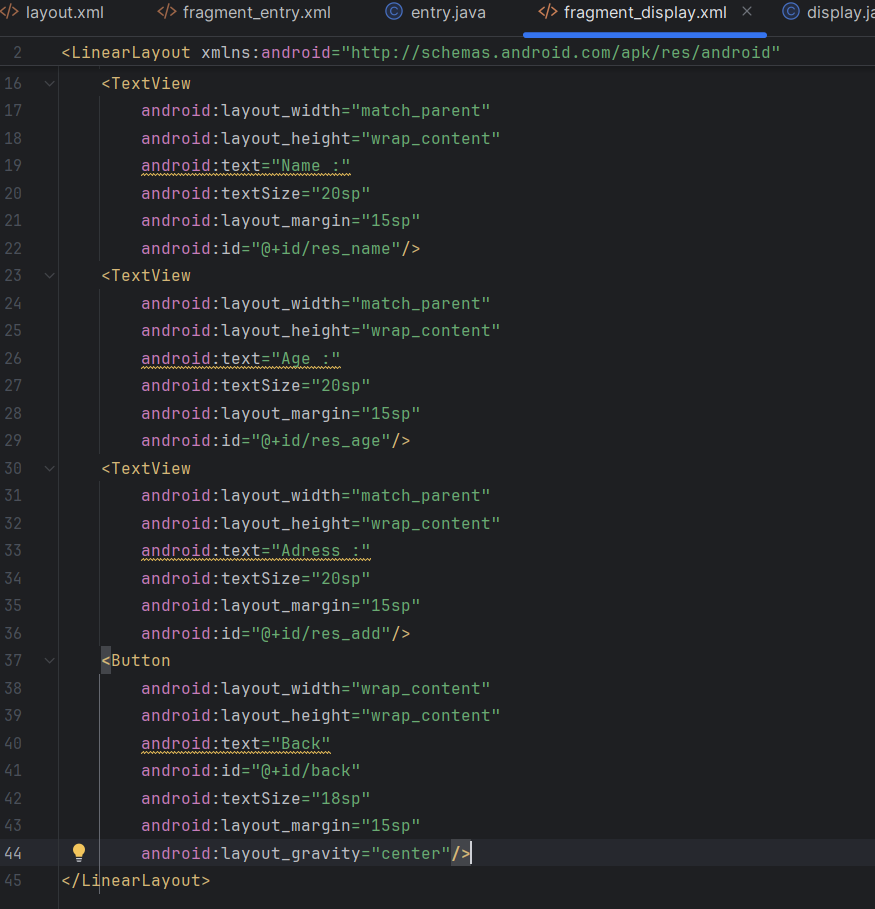 layout.xml fragment_entry.xml entry.java fragment_display.xml display.ja
2 <LinearLayout xmlns:android="http://schemas.android.com/apk/res/android"
16 <TextView
17 android:layout_width="match_parent"
18 android:layout_height="wrap_content"
19 android:text="Name :"
20 android:textSize="20sp"
21 android:layout_margin="15sp"
22 android:id="@+id/res_name"/>
23 <TextView
24 android:layout_width="match_parent"
25 android:layout_height="wrap_content"
26 android:text="Age :"
27 android:textSize="20sp"
28 android:layout_margin="15sp"
29 android:id="@+id/res_age"/>
30 <TextView
31 android:layout_width="match_parent"
32 android:layout_height="wrap_content"
33 android:text="Adress :"
34 android:textSize="20sp"
35 android:layout_margin="15sp"
36 android:id="@+id/res_add"/>
37 <Button
38 android:layout_width="wrap_content"
39 android:layout_height="wrap_content"
40 android:text="Back"
41 android:id="@+id/back"
42 android:textSize="18sp"
43 android:layout_margin="15sp"
44 android:layout_gravity="center"/>
45 </LinearLayout>